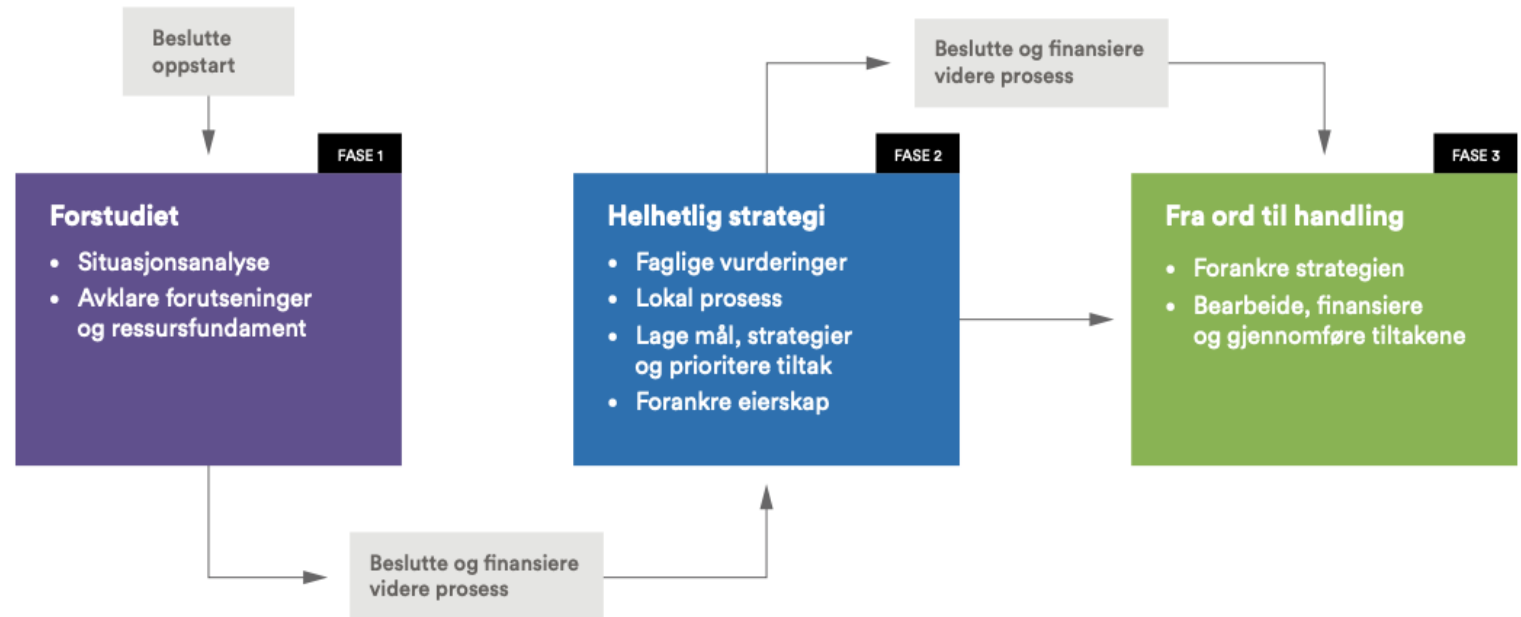 Beslutte
oppstart
FASE 1
Forstudiet
• Situasjonsanalyse
• Avklare forutseninger
og ressursfundament
Beslutte og finansiere
videre prosess
FASE 2
Helhetlig strategi
• Faglige vurderinger
• Lokal prosess
• Lage mål, strategier
og prioritere tiltak
• Forankre eierskap
Beslutte og finansiere
videre prosess
FASE 3
Fra ord til handling
• Forankre strategien
• Bearbeide, finansiere
og gjennomføre tiltakene